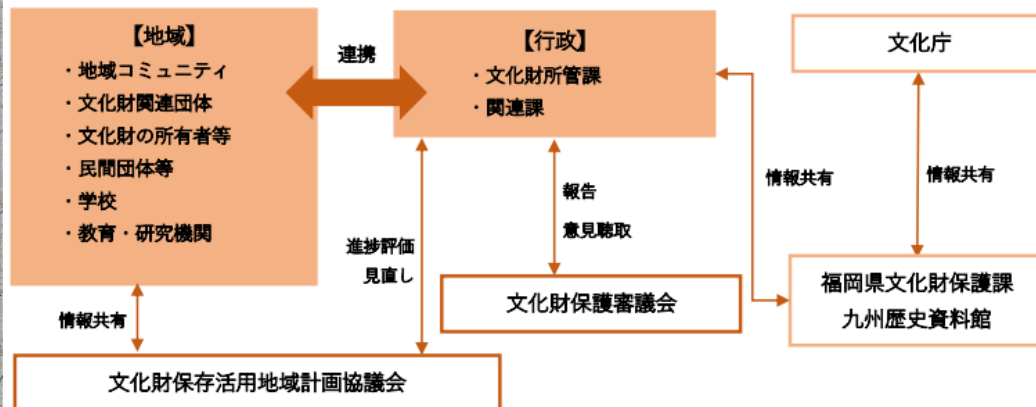 【地域】
・地域コミュニティ
・文化財関連団体
・文化財の所有者等
・民間団体等
・学校
・教育・研究機関
連携
【行政】
・文化財所管課
・関連課
文化庁
情報共有
情報共有
報告
意見聴取
進捗評価
見直し
情報共有
文化財保護審議会
福岡県文化財保護課
九州歴史資料館
文化財保存活用地域計画協議会